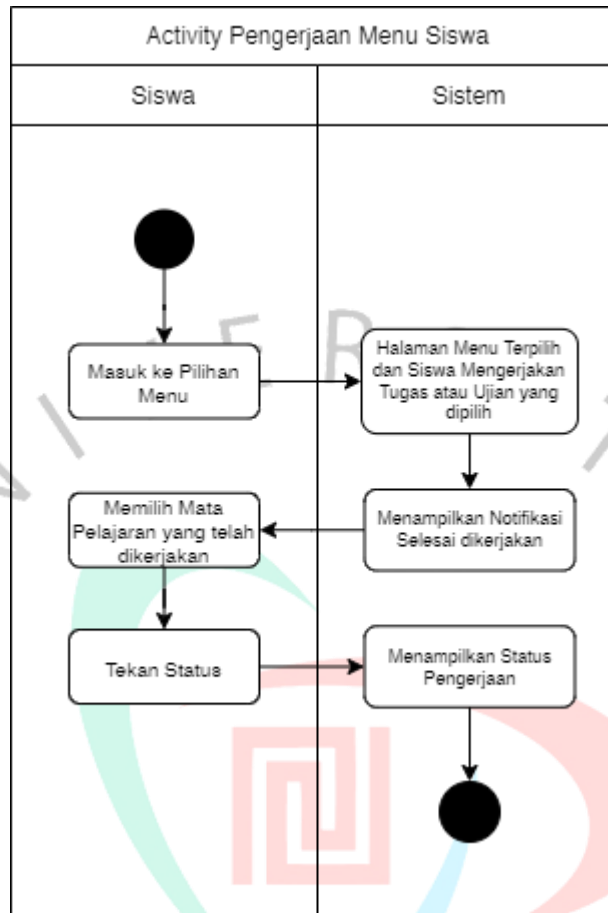 Activity Pengerjaan Menu Siswa
Siswa
Sistem
Masuk ke Pilihan
Menu
Halaman Menu Terpilih
dan Siswa Mengerjakan
Tugas atau Ujian yang
dipilih
Menampilkan Notifikasi
Selesai dikerjakan
Memilih Mata
Pelajaran yang telah
dikerjakan
Tekan Status
Menampilkan Status
Pengerjaan